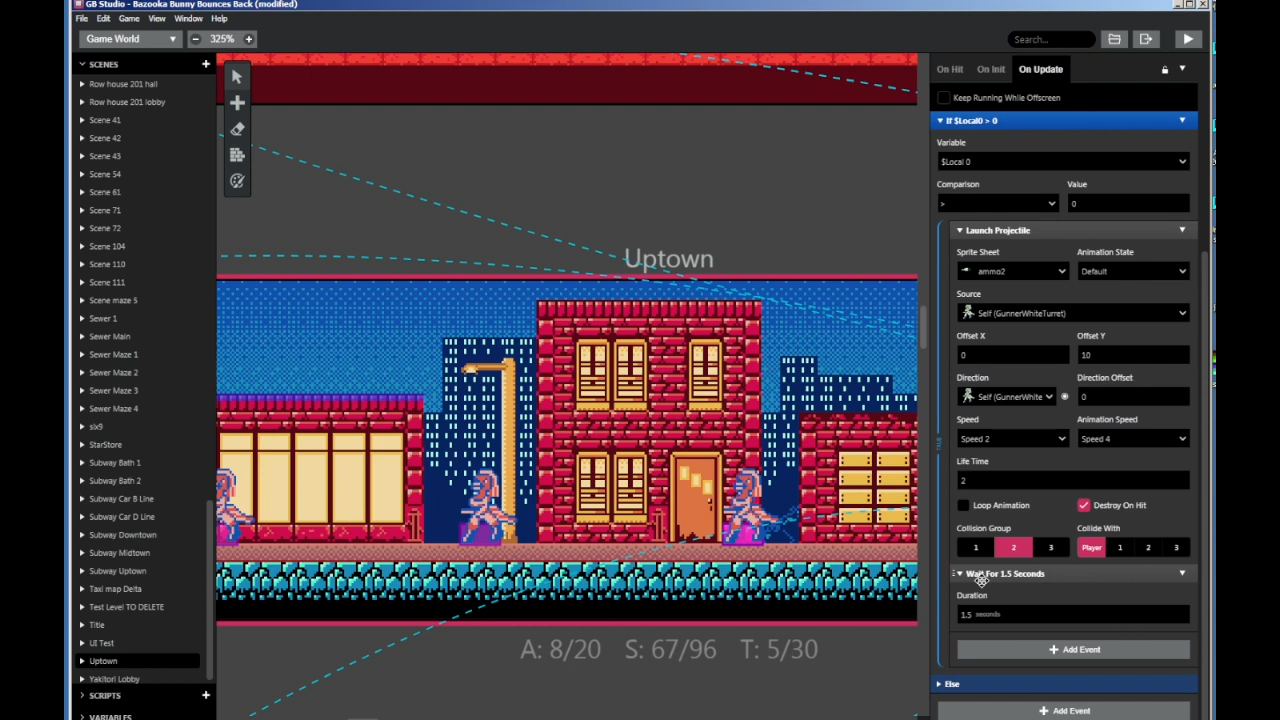 GB Studio - Bazooka Bunny Bounces Back (modified)
File Edit Game View Window Help
Game World 325% Search...
SCENES
Row house 201 hall
Row house 201 lobby
Scene 41
Scene 42
Scene 43
Scene 54
Scene 61
Scene 71
Scene 72
Scene 104
Scene 110
Scene 111
Scene maze 5
Sewer 1
Sewer Main
Sewer Maze 1
Sewer Maze 2
Sewer Maze 3
Sewer Maze 4
six9
StarStore
Subway Bath 1
Subway Bath 2
Subway Car B Line
Subway Car D Line
Subway Downtown
Subway Midtown
Subway Uptown
Taxi map Delta
Test Level TO DELETE
Title
UI Test
Uptown
Yakitori Lobby
SCRIPTS
VARIABLES
Uptown
A: 8/20 S: 67/96 T: 5/30
On Hit On Init On Update
Keep Running While Offscreen
If $Local0 > 0
Variable
$Local 0
Comparison Value
> 0
Launch Projectile
Sprite Sheet Animation State
ammo2 Default
Source
Self (GunnerWhiteTurret)
Offset X Offset Y
0 10
Direction Direction Offset
Self (GunnerWhite 0
Speed Animation Speed
Speed 2 Speed 4
Life Time
2
Loop Animation Destroy On Hit
Collision Group Collide With
1 2 3 Player 1 2 3
Wait For 1.5 Seconds
Duration
1.5 seconds
Add Event
TRUE
Else
Add Event